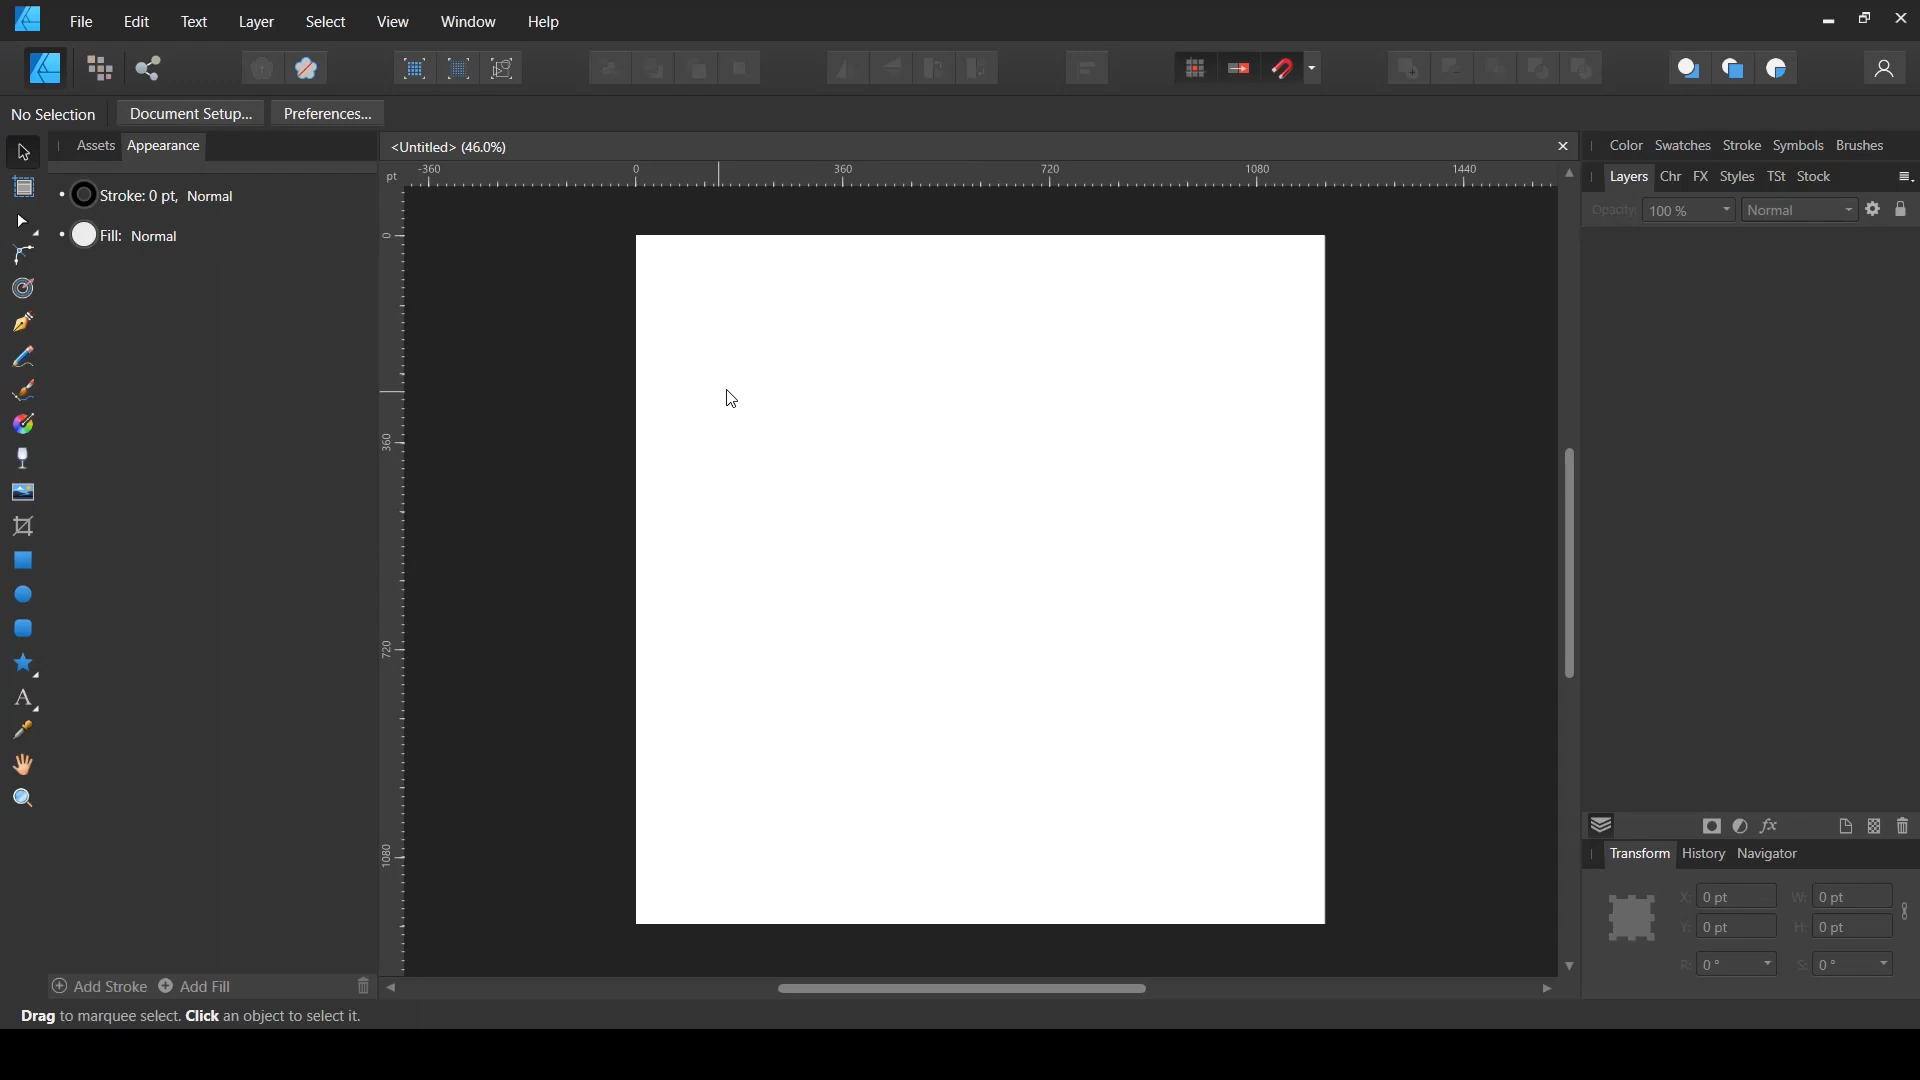 File Edit Text Layer Select View Window Help
No Selection Document Setup... Preferences...
Assets Appearance
<Untitled> (46.0%)
Color Swatches Stroke Symbols Brushes
Layers Chr FX Styles TSt Stock
Opacity: 100 % Normal
pt -360 0 360 720 1080 1440
Stroke: 0 pt, Normal
Fill: Normal
0
360
720
1080
A
fx
Transform History Navigator
X: 0 pt W: 0 pt
Y: 0 pt H: 0 pt
R: 0 ° S: 0 °
Add Stroke Add Fill
Drag to marquee select. Click an object to select it.